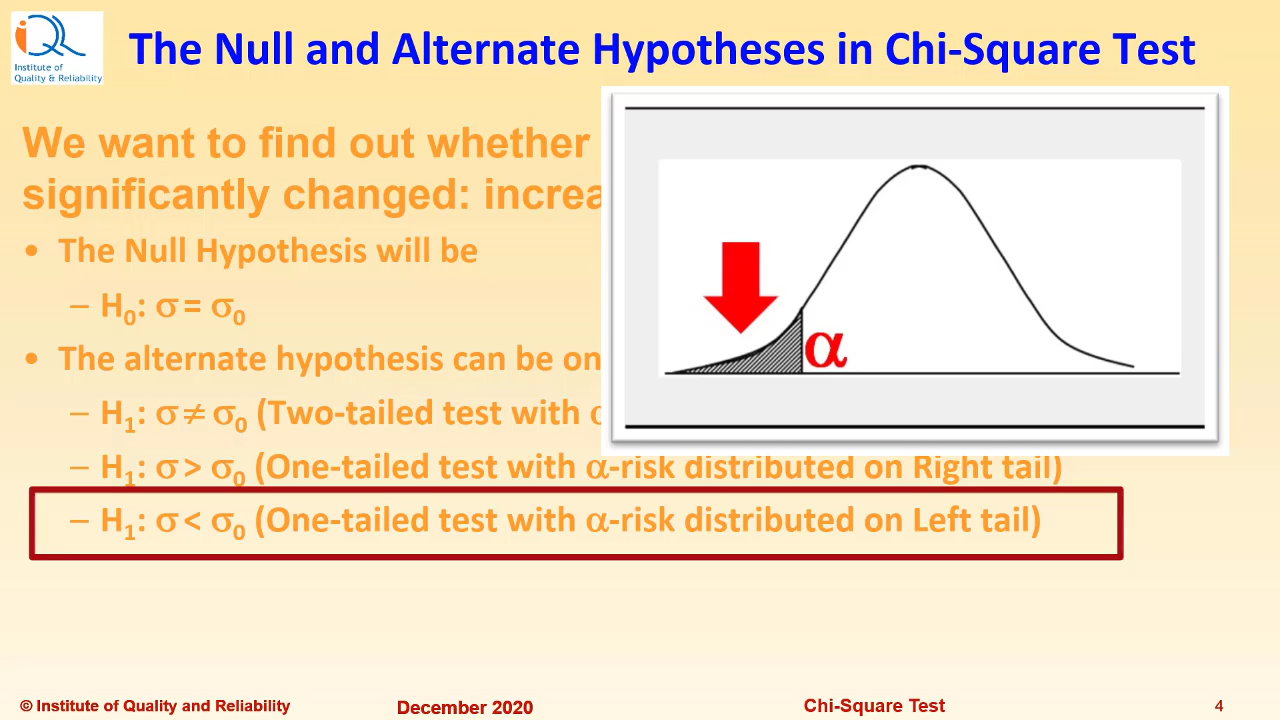 iQR
Institute of
Quality & Reliability
The Null and Alternate Hypotheses in Chi-Square Test
We want to find out whether
significantly changed:
• The Null Hypothesis will be
– H₀: σ = σ₀
• The alternate hypothesis can be
– H₁: σ ≠ σ₀ (Two-tailed test with
– H₁: σ > σ₀ (One-tailed test with α-risk distributed on Right tail)
– H₁: σ < σ₀ (One-tailed test with α-risk distributed on Left tail)
α
© Institute of Quality and Reliability
December 2020
Chi-Square Test
4